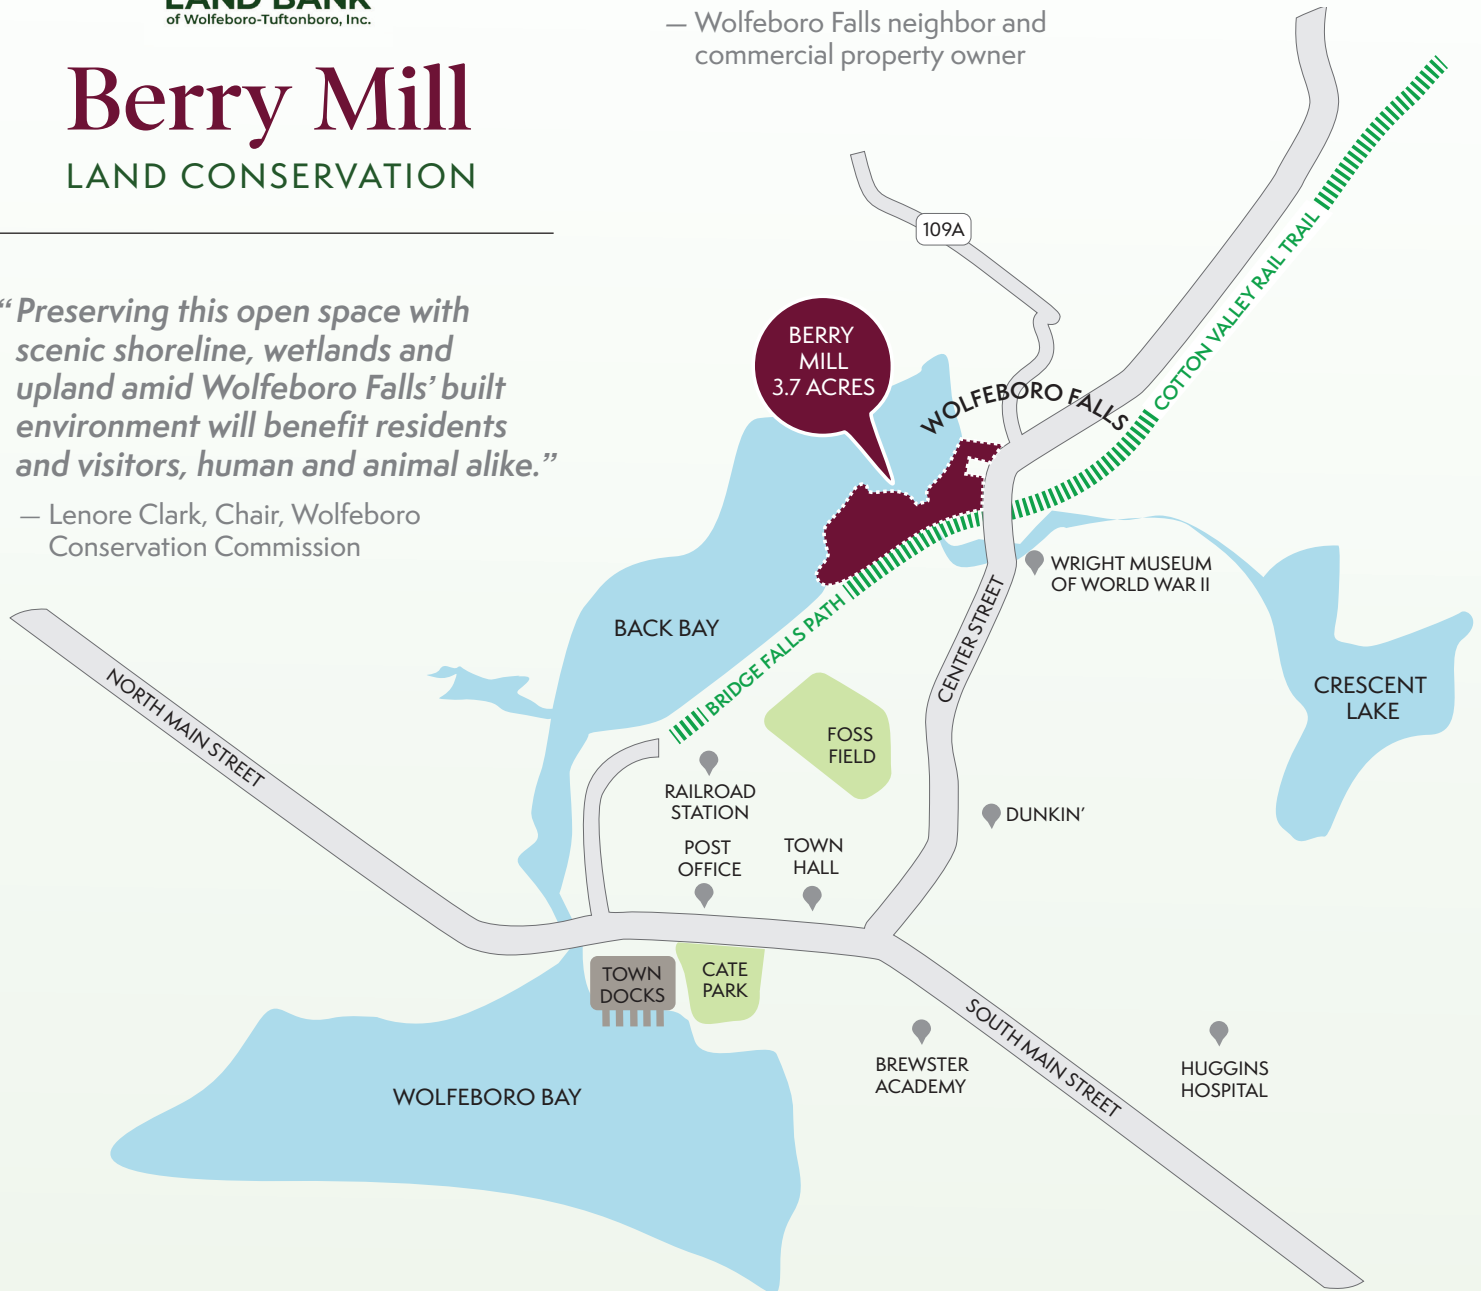 LAND BANK
of Wolfeboro-Tuftonboro, Inc.
Berry Mill
LAND CONSERVATION
— Wolfeboro Falls neighbor and
commercial property owner
“Preserving this open space with
scenic shoreline, wetlands and
upland amid Wolfeboro Falls’ built
environment will benefit residents
and visitors, human and animal alike.”
— Lenore Clark, Chair, Wolfeboro
Conservation Commission
109A
BERRY
MILL
3.7 ACRES
WOLFEBORO FALLS
COTTON VALLEY RAIL TRAIL
WRIGHT MUSEUM
OF WORLD WAR II
BACK BAY
BRIDGE FALLS PATH
CENTER STREET
CRESCENT
LAKE
NORTH MAIN STREET
FOSS
FIELD
RAILROAD
STATION
DUNKIN’
POST
OFFICE
TOWN
HALL
TOWN
DOCKS
CATE
PARK
SOUTH MAIN STREET
BREWSTER
ACADEMY
HUGGINS
HOSPITAL
WOLFEBORO BAY